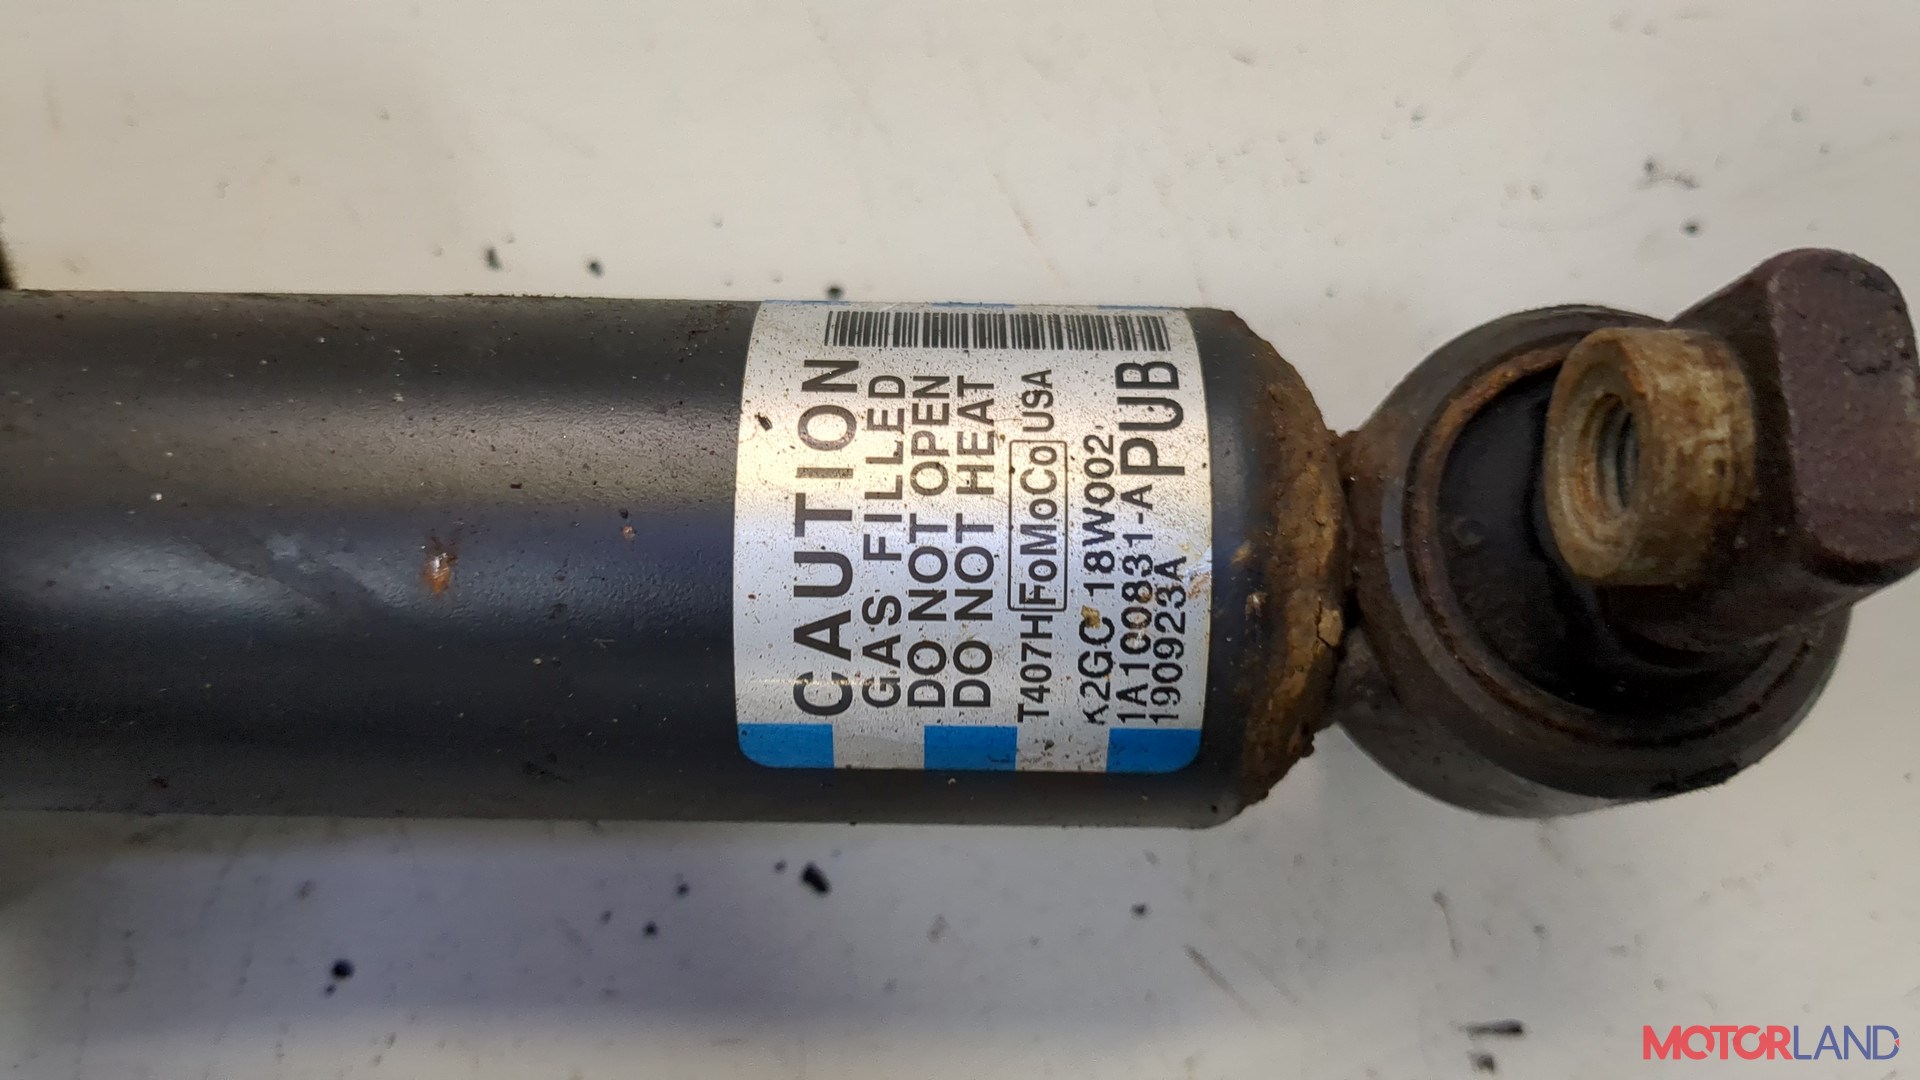 CAUTION
GAS FILLED
DO NOT OPEN
DO NOT HEAT
T407H FoMoCo USA
K2GC 18W002
1A100831-A PUB
190923A
MOTORLAND